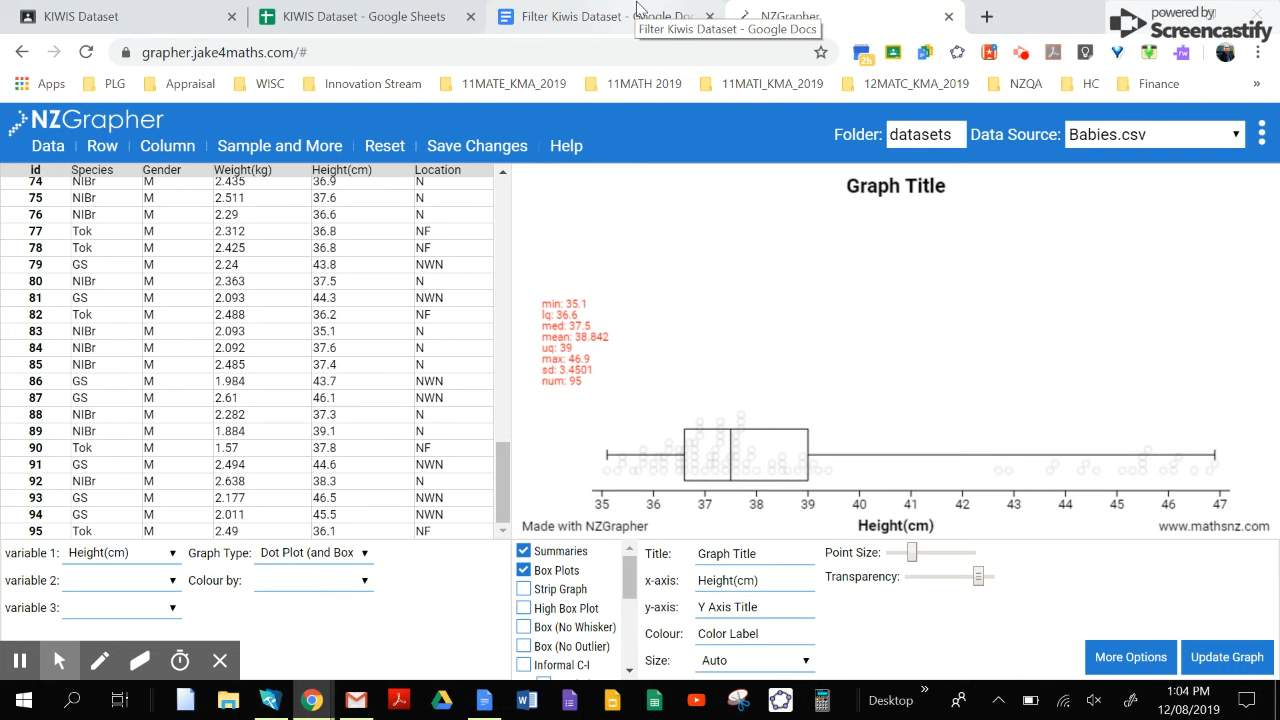 KIWIS Dataset
KIWIS Dataset - Google Sheets
Filter Kiwis Dataset - Google Doc
NZGrapher
powered by
Screencastify
Filter Kiwis Dataset - Google Docs
grapher.jake4maths.com/#
2h
Apps PLG Appraisal WISC Innovation Stream 11MATE_KMA_2019 11MATH 2019 11MATI_KMA_2019 12MATC_KMA_2019 NZQA HC Finance »
NZGrapher
Data Row Column Sample and More Reset Save Changes Help
Folder: datasets Data Source: Babies.csv
id Species Gender Weight(kg) Height(cm) Location
74 NIBr M 2.435 36.9 N
75 NIBr M 2.511 37.6 N
76 NIBr M 2.29 36.6 N
77 Tok M 2.312 36.8 NF
78 Tok M 2.425 36.8 NF
79 GS M 2.24 43.8 NWN
80 NIBr M 2.363 37.5 N
81 GS M 2.093 44.3 NWN
82 Tok M 2.488 36.2 NF
83 NIBr M 2.093 35.1 N
84 NIBr M 2.092 37.6 N
85 NIBr M 2.485 37.4 N
86 GS M 1.984 43.7 NWN
87 GS M 2.61 46.1 NWN
88 NIBr M 2.282 37.3 N
89 NIBr M 1.884 39.1 N
90 Tok M 1.57 37.8 NF
91 GS M 2.494 44.6 NWN
92 NIBr M 2.638 38.3 N
93 GS M 2.177 46.5 NWN
94 GS M 2.011 45.5 NWN
95 Tok M 2.49 36.1 NF
Graph Title
min: 35.1
lq: 36.6
med: 37.5
mean: 38.842
uq: 39
max: 46.9
sd: 3.4501
num: 95
35 36 37 38 39 40 41 42 43 44 45 46 47
Made with NZGrapher Height(cm) www.mathsnz.com
variable 1: Height(cm) Graph Type: Dot Plot (and Box
variable 2: Colour by:
variable 3:
Summaries
Box Plots
Strip Graph
High Box Plot
Box (No Whisker)
Box (No Outlier)
Informal C-I
Title: Graph Title
x-axis: Height(cm)
y-axis: Y Axis Title
Colour: Color Label
Size: Auto
Point Size:
Transparency:
More Options Update Graph
Desktop »
1:04 PM
12/08/2019